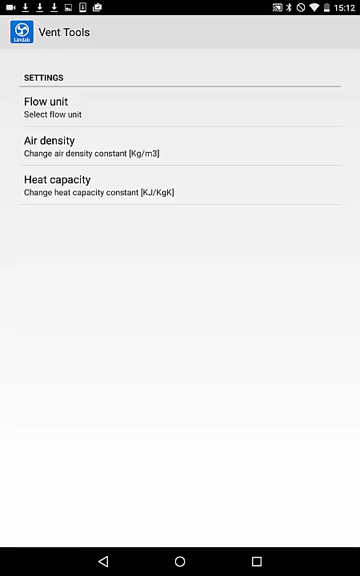 15:12
Lindab
Vent Tools
SETTINGS
Flow unit
Select flow unit
Air density
Change air density constant [Kg/m3]
Heat capacity
Change heat capacity constant [KJ/KgK]